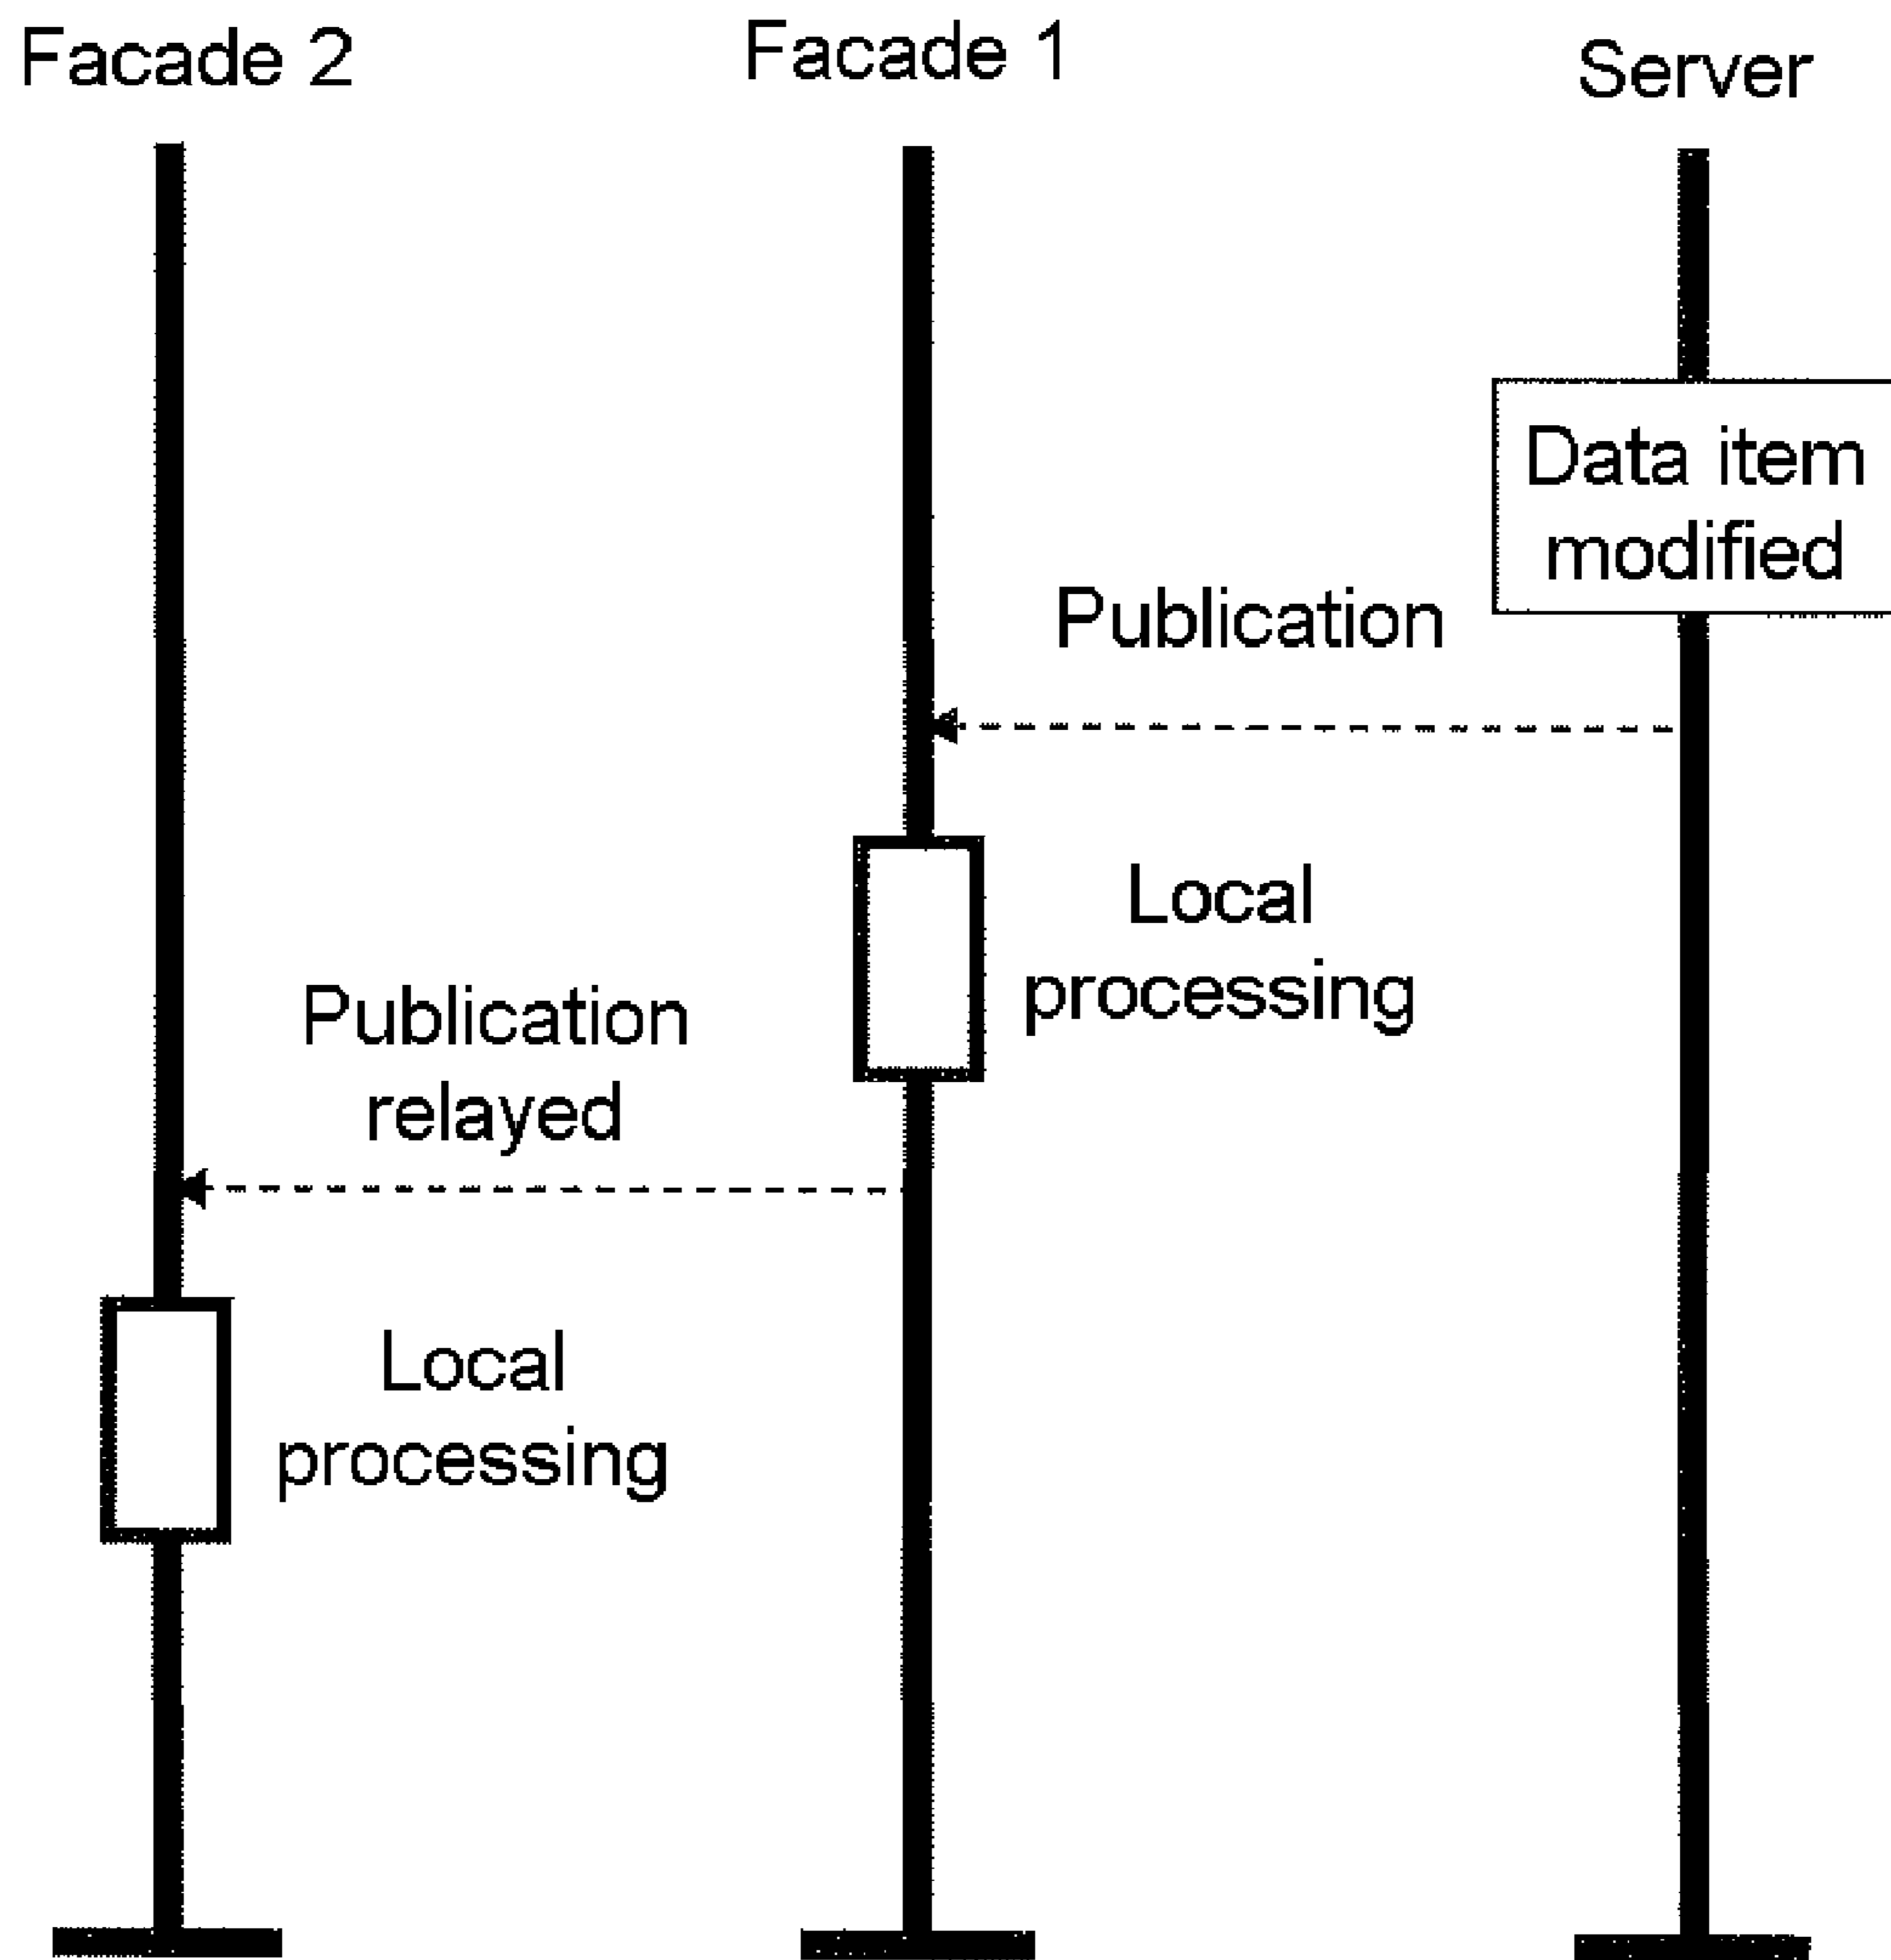 Facade 2
Facade 1
Server
Data item
modified
Publication
Local
processing
Publication
relayed
Local
processing